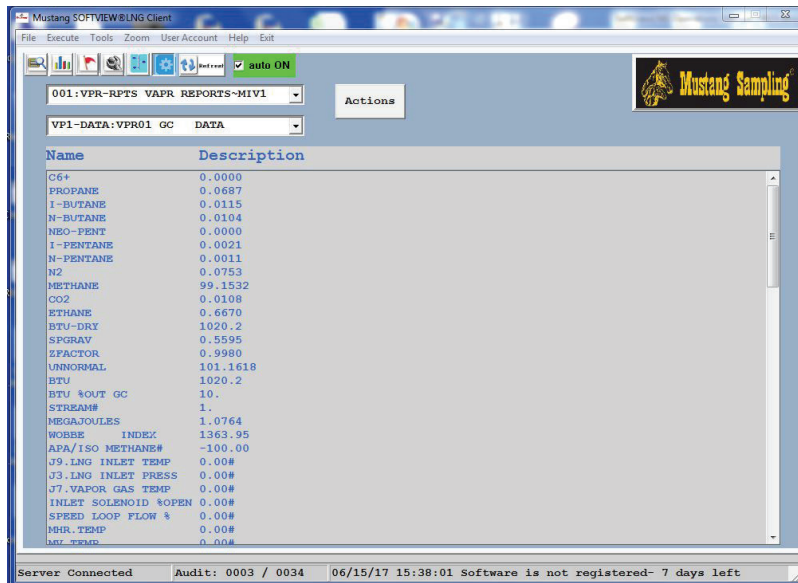 Mustang SOFTVIEW®LNG Client
File Execute Tools Zoom User Account Help Exit
Refreet ✓ auto ON
001:VPR-RPTS VAPR REPORTS~MIV1
Actions
Mustang Sampling
VP1-DATA:VPR01 GC DATA
Name Description
C6+ 0.0000
PROPANE 0.0687
I-BUTANE 0.0115
N-BUTANE 0.0104
NEO-PENT 0.0000
I-PENTANE 0.0021
N-PENTANE 0.0011
N2 0.0753
METHANE 99.1532
CO2 0.0108
ETHANE 0.6670
BTU-DRY 1020.2
SPGRAV 0.5595
ZFACTOR 0.9980
UNNORMAL 101.1618
BTU 1020.2
BTU %OUT GC 10.
STREAM# 1.
MEGAJOULES 1.0764
WOBBE INDEX 1363.95
APA/ISO METHANE# -100.00
J9.LNG INLET TEMP 0.00#
J3.LNG INLET PRESS 0.00#
J7.VAPOR GAS TEMP 0.00#
INLET SOLENOID %OPEN 0.00#
SPEED LOOP FLOW % 0.00#
MHR.TEMP 0.00#
MV TEMP 0.00#
Server Connected Audit: 0003 / 0034 06/15/17 15:38:01 Software is not registered- 7 days left